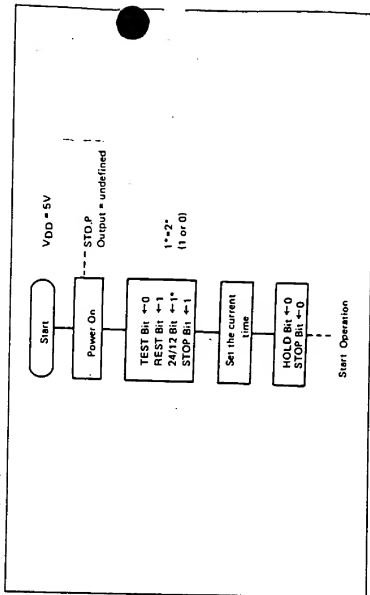 Start
VDD = 5V
Power On
STD.P
Output = undefined
TEST Bit ←0
REST Bit ←1
24/12 Bit ←1*
STOP Bit ←1
1*=2*
(1 or 0)
Set the current
time
HOLD Bit ←0
STOP Bit ←0
Start Operation